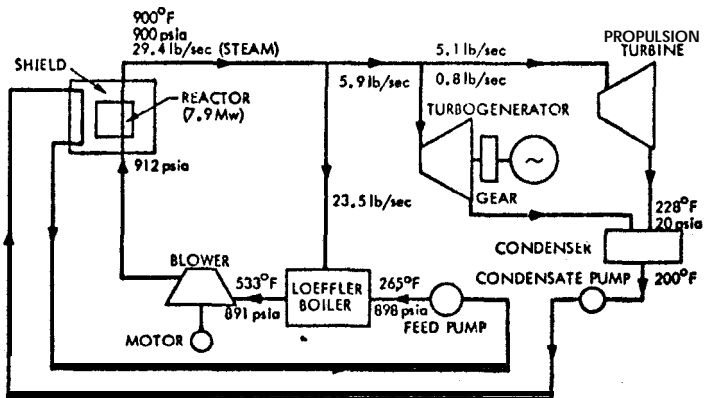 900°F
900 psia
29.4 lb/sec (STEAM)
SHIELD
REACTOR
(7.9 Mw)
912 psia
5.9 lb/sec
5.1 lb/sec
0.8 lb/sec
PROPULSION
TURBINE
TURBOGENERATOR
~
GEAR
23.5 lb/sec
228°F
20 psia
CONDENSER
200°F
CONDENSATE PUMP
BLOWER
533°F
891 psia
LOEFFLER
BOILER
265°F
898 psia
FEED PUMP
MOTOR